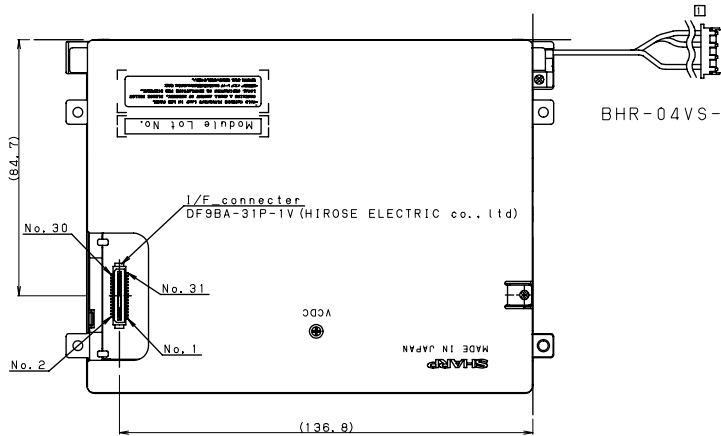 1
BHR-04VS-
Module Lot No.
(84.7)
I/F_connecter
DF9BA-31P-1V(HIROSE ELECTRIC co.,ltd)
No.30
No.31
VCDC
No.1
MADE IN JAPAN
SHARP
No.2
(136.8)